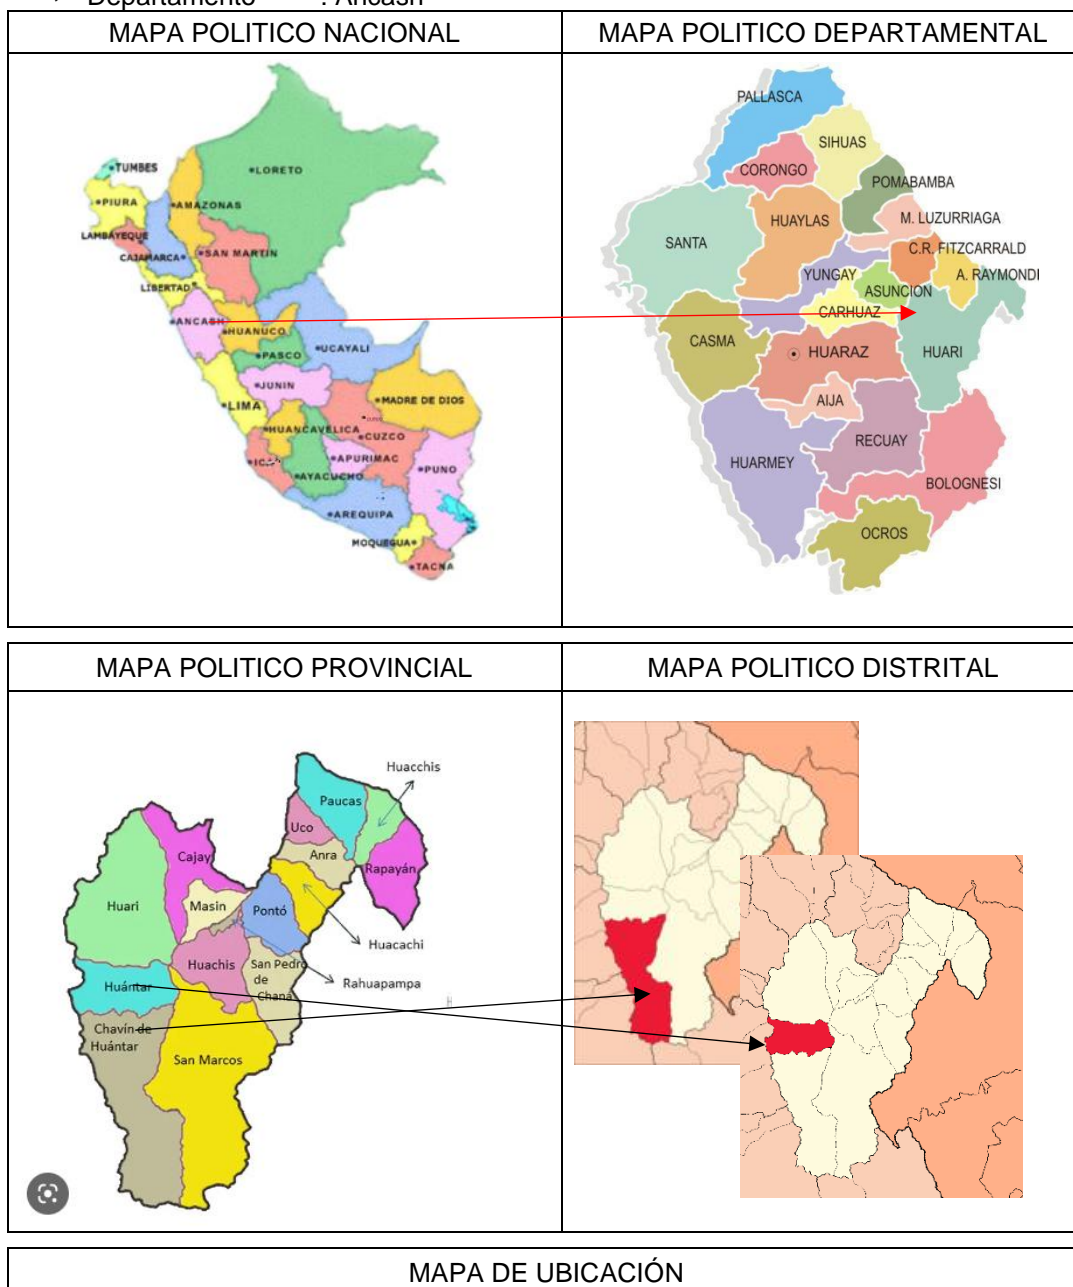 Departamento : Ancash
MAPA POLITICO NACIONAL
MAPA POLITICO DEPARTAMENTAL
TUMBES
LORETO
PIURA
AMAZONAS
LAMBAYEQUE
SAN MARTIN
CAJAMARCA
LIBERTAD
ANCASH
HUANUCO
UCAYALI
PASCO
JUNIN
LIMA
MADRE DE DIOS
HUANCAVELICA
CUZCO
APURIMAC
PUNO
AYACUCHO
AREQUIPA
MOQUEGUA
TACNA
PALLASCA
SIHUAS
CORONGO
POMABAMBA
HUAYLAS
M. LUZURRIAGA
SANTA
C.R. FITZCARRALD
YUNGAY
A. RAYMONDI
ASUNCION
CARHUAZ
CASMA
HUARAZ
HUARI
AIJA
RECUAY
HUARMEY
BOLOGNESI
OCROS
MAPA POLITICO PROVINCIAL
MAPA POLITICO DISTRITAL
Huacchis
Paucas
Uco
Anra
Cajay
Rapayán
Huari
Masin
Pontó
Huacachi
Huachis
San Pedro
de
Chana
Rahuapampa
Huántar
Chavín de
Huántar
San Marcos
MAPA DE UBICACIÓN